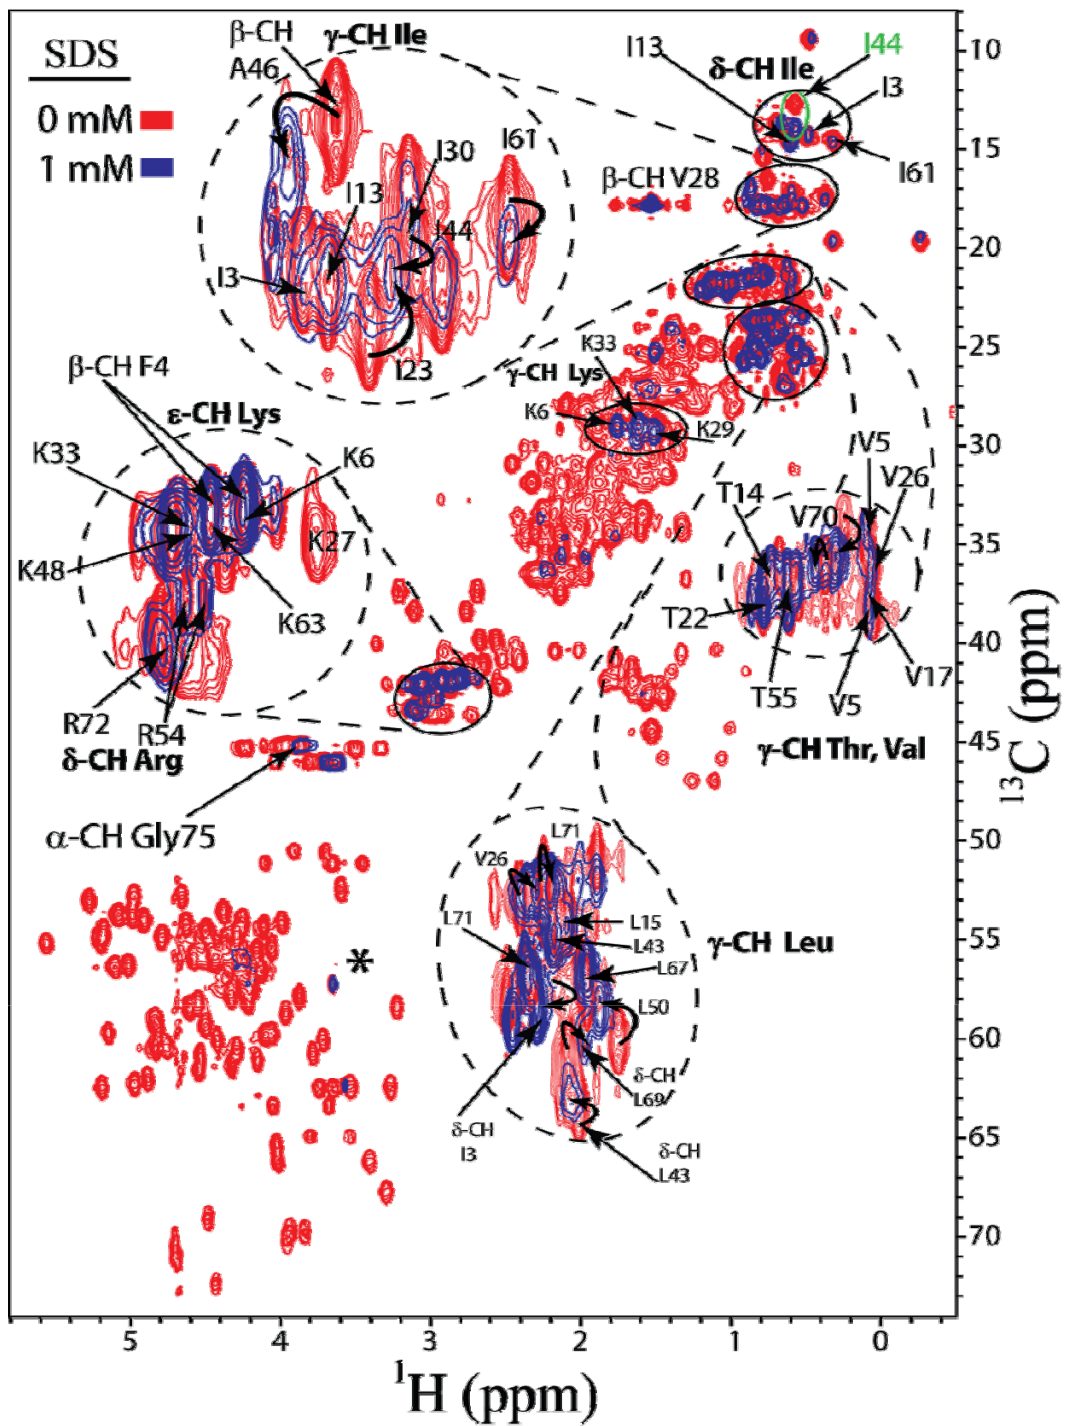 SDS
0 mM
1 mM
β-CH
A46
γ-CH Ile
I61
I30
I13
I44
I3
I23
I13
I44
δ-CH Ile
I3
I61
β-CH V28
10
15
20
25
30
35
40
45
50
55
60
65
70
¹³C (ppm)
β-CH F4
ε-CH Lys
K33
K6
K27
K48
K63
R72
R54
δ-CH Arg
α-CH Gly75
K33
γ-CH Lys
K6
K29
V5
V26
T14
V70
T22
T55
V5
V17
γ-CH Thr, Val
L71
V26
L71
L15
L43
γ-CH Leu
L67
L50
δ-CH
L69
δ-CH
I3
δ-CH
L43
*
5 4 3 2 1 0
¹H (ppm)